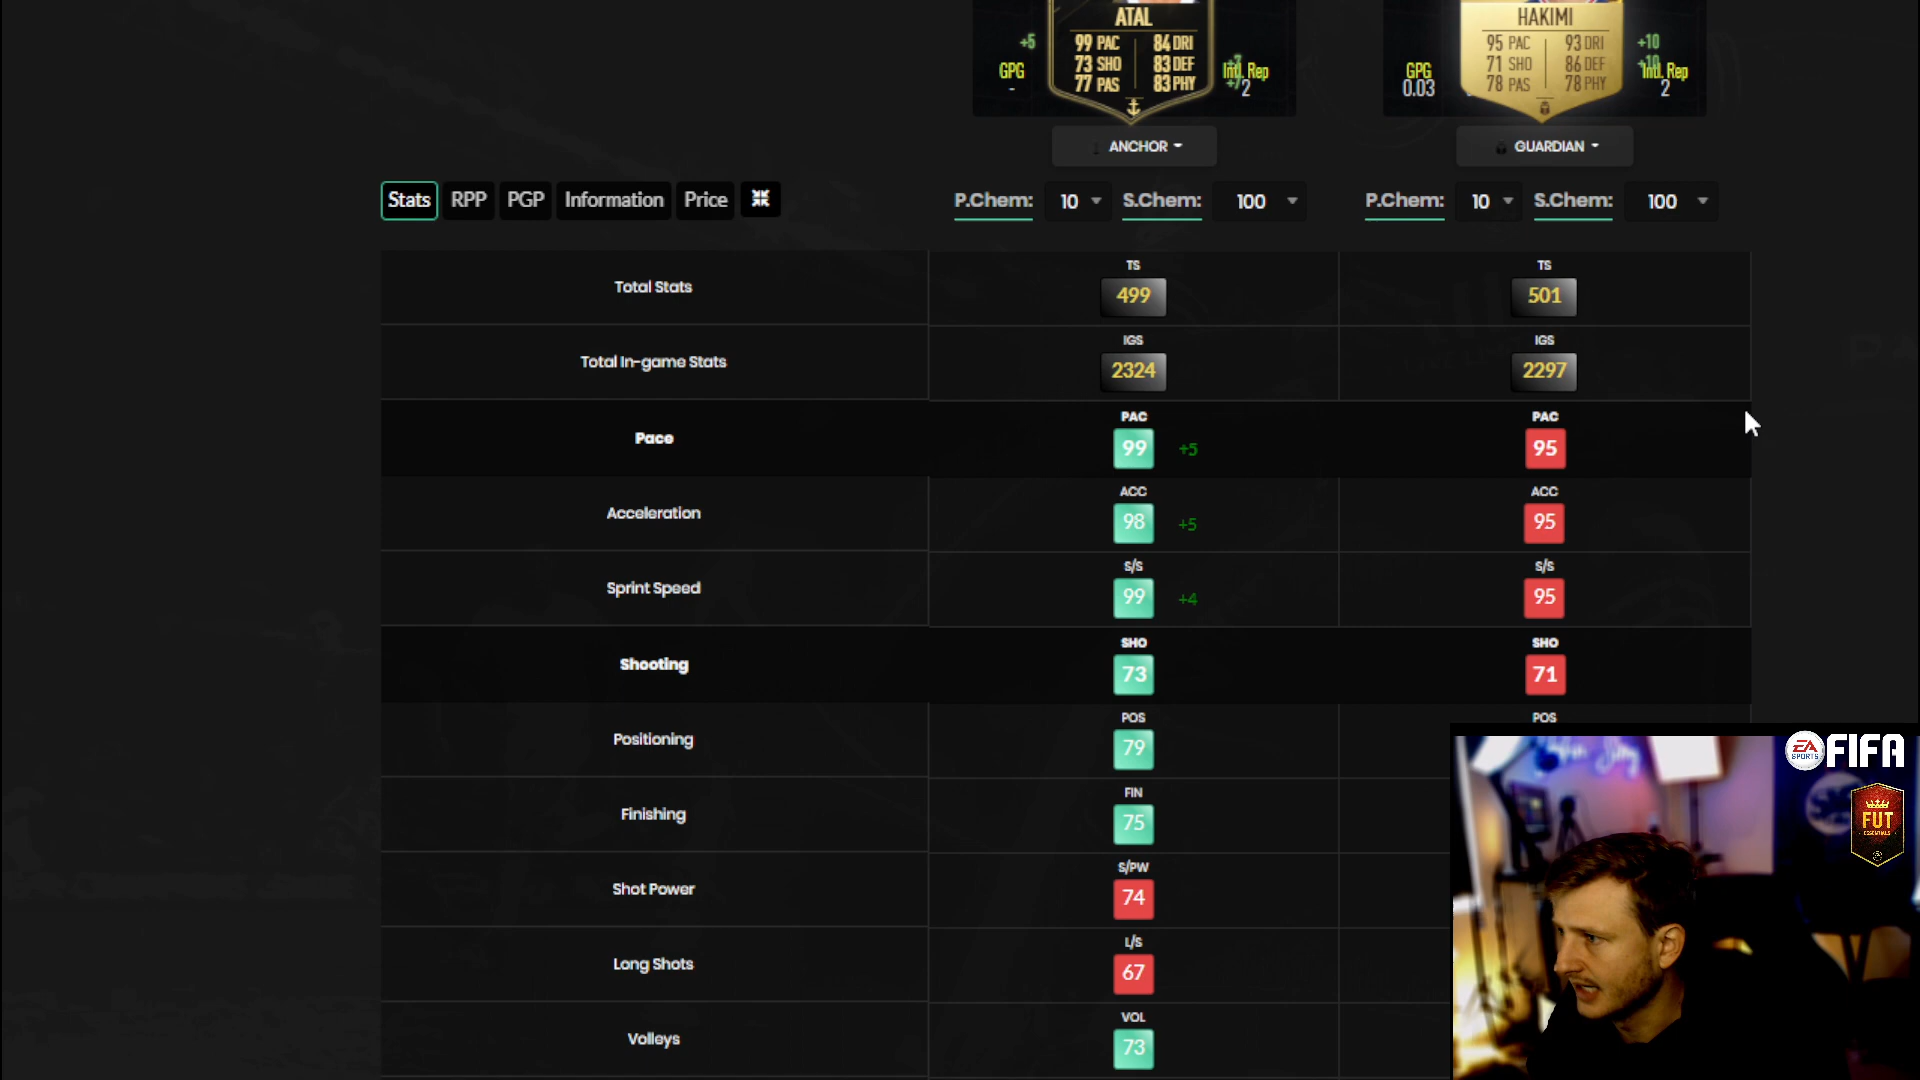 ATAL
99 PAC 84 DRI
73 SHO 83 DEF
77 PAS 83 PHY
+5
GPG
-
Intl. Rep
2
HAKIMI
95 PAC 93 DRI
71 SHO 86 DEF
78 PAS 78 PHY
+10
GPG
0.03
Intl. Rep
2
ANCHOR
GUARDIAN
Stats RPP PGP Information Price
P.Chem: 10 S.Chem: 100
P.Chem: 10 S.Chem: 100
TS TS
Total Stats 499 501
IGS IGS
Total In-game Stats 2324 2297
PAC PAC
Pace 99 +5 95
ACC ACC
Acceleration 98 +5 95
S/S S/S
Sprint Speed 99 +4 95
SHO SHO
Shooting 73 71
POS POS
Positioning 79
FIN
Finishing 75
S/PW
Shot Power 74
L/S
Long Shots 67
VOL
Volleys 73
EA SPORTS FIFA
FUT
ESSENTIALS